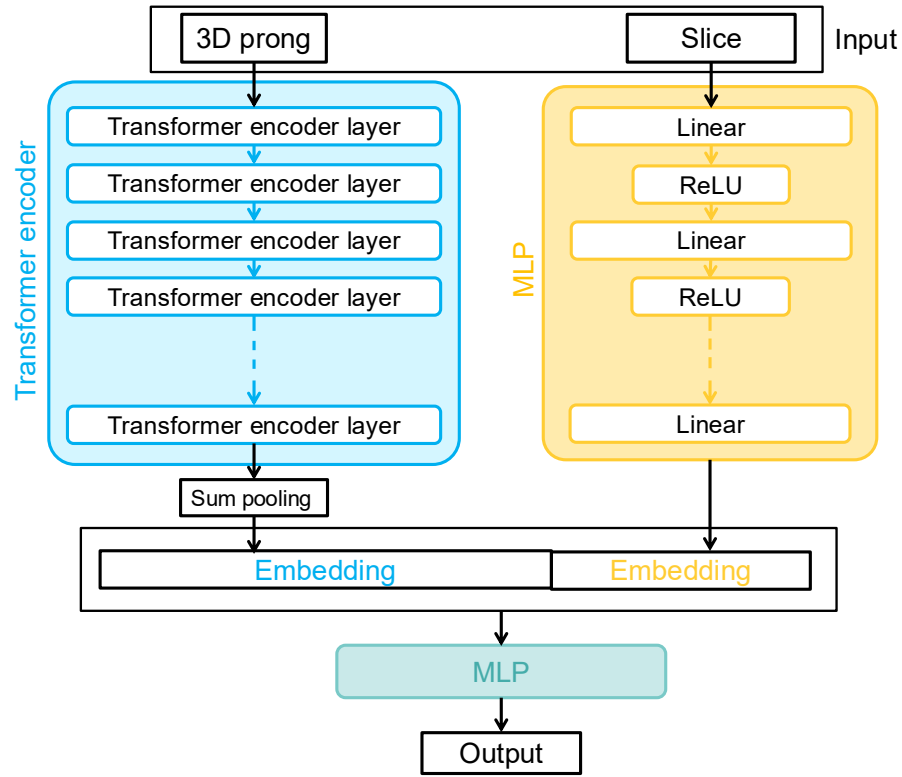 3D prong
Slice
Input
Transformer encoder
Transformer encoder layer
Transformer encoder layer
Transformer encoder layer
Transformer encoder layer
Transformer encoder layer
Sum pooling
MLP
Linear
ReLU
Linear
ReLU
Linear
Embedding
Embedding
MLP
Output